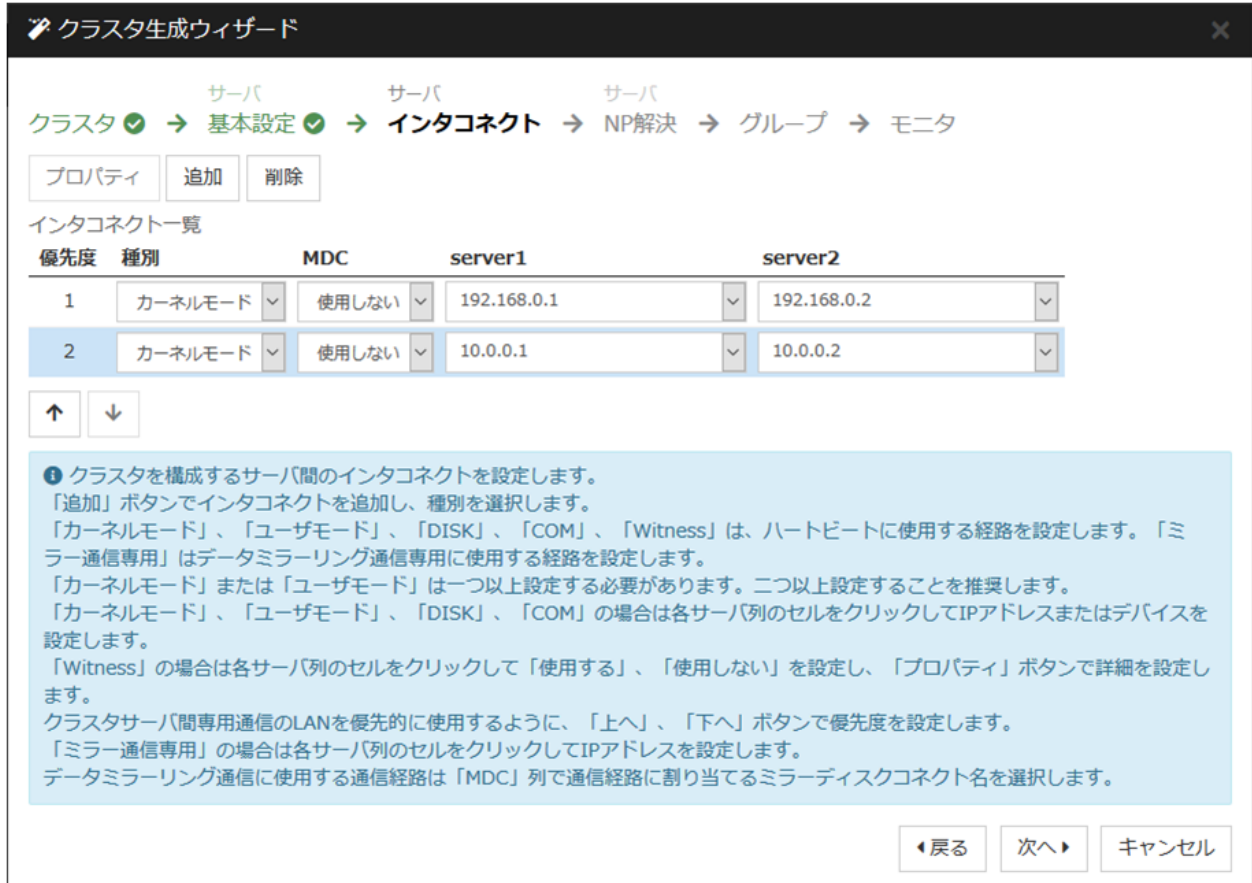 クラスタ生成ウィザード
サーバ サーバ サーバ
クラスタ → 基本設定 → インタコネクト → NP解決 → グループ → モニタ
プロパティ 追加 削除
インタコネクト一覧
優先度 種別 MDC server1 server2
1 カーネルモード 使用しない 192.168.0.1 192.168.0.2
2 カーネルモード 使用しない 10.0.0.1 10.0.0.2
↑ ↓
クラスタを構成するサーバ間のインタコネクトを設定します。
「追加」ボタンでインタコネクトを追加し、種別を選択します。
「カーネルモード」、「ユーザモード」、「DISK」、「COM」、「Witness」は、ハートビートに使用する経路を設定します。「ミ
ラー通信専用」はデータミラーリング通信専用に使用する経路を設定します。
「カーネルモード」または「ユーザモード」は一つ以上設定する必要があります。二つ以上設定することを推奨します。
「カーネルモード」、「ユーザモード」、「DISK」、「COM」の場合は各サーバ列のセルをクリックしてIPアドレスまたはデバイスを
設定します。
「Witness」の場合は各サーバ列のセルをクリックして「使用する」、「使用しない」を設定し、「プロパティ」ボタンで詳細を設定し
ます。
クラスタサーバ間専用通信のLANを優先的に使用するように、「上へ」、「下へ」ボタンで優先度を設定します。
「ミラー通信専用」の場合は各サーバ列のセルをクリックしてIPアドレスを設定します。
データミラーリング通信に使用する通信経路は「MDC」列で通信経路に割り当てるミラーディスクコネクト名を選択します。
戻る 次へ キャンセル